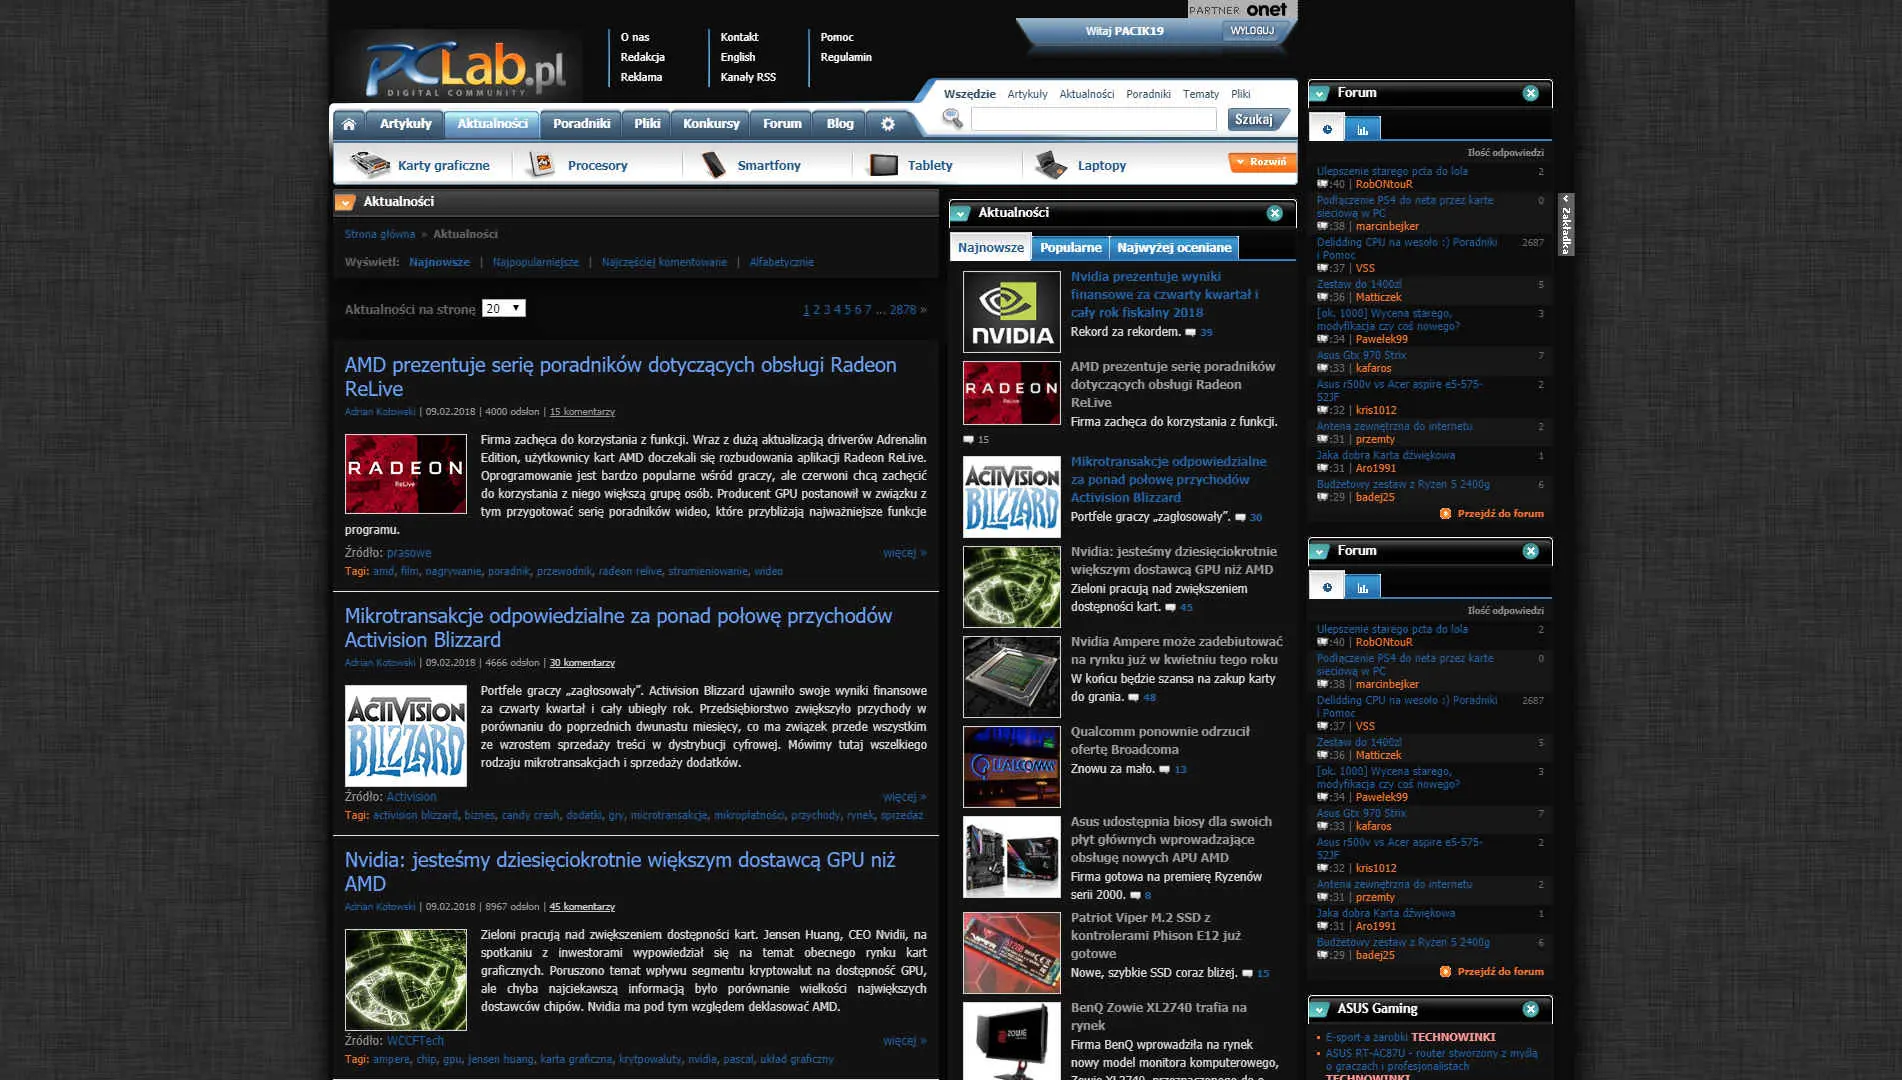 PARTNER onet
Witaj PACIK19
WYLOGUJ
PCLab.pl
DIGITAL COMMUNITY
O nas
Redakcja
Reklama
Kontakt
English
Kanały RSS
Pomoc
Regulamin
Wszędzie Artykuły Aktualności Poradniki Tematy Pliki
Szukaj
Artykuły Aktualności Poradniki Pliki Konkursy Forum Blog
Karty graficzne Procesory Smartfony Tablety Laptopy
Rozwiń
Aktualności
Strona główna » Aktualności
Wyświetl: Najnowsze | Najpopularniejsze | Najczęściej komentowane | Alfabetycznie
Aktualności na stronę 20
1 2 3 4 5 6 7 ... 2878 »
AMD prezentuje serię poradników dotyczących obsługi Radeon
ReLive
Adrian Kotowski | 09.02.2018 | 4000 odsłon | 15 komentarzy
RADEON
ReLive
Firma zachęca do korzystania z funkcji. Wraz z dużą aktualizacją driverów Adrenalin
Edition, użytkownicy kart AMD doczekali się rozbudowania aplikacji Radeon ReLive.
Oprogramowanie jest bardzo popularne wśród graczy, ale czerwoni chcą zachęcić
do korzystania z niego większą grupę osób. Producent GPU postanowił w związku z
tym przygotować serię poradników wideo, które przybliżają najważniejsze funkcje
programu.
Źródło: prasowe
więcej »
Tagi: amd, film, nagrywanie, poradnik, przewodnik, radeon relive, strumieniowanie, wideo
Mikrotransakcje odpowiedzialne za ponad połowę przychodów
Activision Blizzard
Adrian Kotowski | 09.02.2018 | 4666 odsłon | 30 komentarzy
ACTIVISION
BLIZZARD
Portfele graczy „zagłosowały”. Activision Blizzard ujawniło swoje wyniki finansowe
za czwarty kwartał i cały ubiegły rok. Przedsiębiorstwo zwiększyło przychody w
porównaniu do poprzednich dwunastu miesięcy, co ma związek przede wszystkim
ze wzrostem sprzedaży treści w dystrybucji cyfrowej. Mówimy tutaj wszelkiego
rodzaju mikrotransakcjach i sprzedaży dodatków.
Źródło: Activision
więcej »
Tagi: activision blizzard, biznes, candy crash, dodatki, gry, microtransakcje, mikropłatności, przychody, rynek, sprzedaż
Nvidia: jesteśmy dziesięciokrotnie większym dostawcą GPU niż
AMD
Adrian Kotowski | 09.02.2018 | 8967 odsłon | 45 komentarzy
Zieloni pracują nad zwiększeniem dostępności kart. Jensen Huang, CEO Nvidii, na
spotkaniu z inwestorami wypowiedział się na temat obecnego rynku kart
graficznych. Poruszono temat wpływu segmentu kryptowalut na dostępność GPU,
ale chyba najciekawszą informacją było porównanie wielkości największych
dostawców chipów. Nvidia ma pod tym względem deklasować AMD.
Źródło: WCCFTech
więcej »
Tagi: ampere, chip, gpu, jensen huang, karta graficzna, krytpowaluty, nvidia, pascal, układ graficzny
Aktualności
Najnowsze Popularne Najwyżej oceniane
NVIDIA
Nvidia prezentuje wyniki
finansowe za czwarty kwartał i
cały rok fiskalny 2018
Rekord za rekordem. 39
RADEON
ReLive
AMD prezentuje serię poradników
dotyczących obsługi Radeon
ReLive
Firma zachęca do korzystania z funkcji.
15
ACTIVISION
BLIZZARD
Mikrotransakcje odpowiedzialne
za ponad połowę przychodów
Activision Blizzard
Portfele graczy „zagłosowały”. 30
Nvidia: jesteśmy dziesięciokrotnie
większym dostawcą GPU niż AMD
Zieloni pracują nad zwiększeniem
dostępności kart. 45
Nvidia Ampere może zadebiutować
na rynku już w kwietniu tego roku
W końcu będzie szansa na zakup karty
do grania. 48
QUALCOMM
Qualcomm ponownie odrzucił
ofertę Broadcoma
Znowu za mało. 13
Asus udostępnia biosy dla swoich
płyt głównych wprowadzające
obsługę nowych APU AMD
Firma gotowa na premierę Ryzenów
serii 2000. 8
VIPER
Patriot Viper M.2 SSD z
kontrolerami Phison E12 już
gotowe
Nowe, szybkie SSD coraz bliżej. 15
ZOWIE
BenQ Zowie XL2740 trafia na
rynek
Firma BenQ wprowadziła na rynek
nowy model monitora komputerowego,
Zowie XL2740, przeznaczonego do e-
Forum
Ilość odpowiedzi
Ulepszenie starego pcta do lola 2
:40 | RobONtouR
Podłączenie PS4 do neta przez karte 0
sieciową w PC
:38 | marcinbejker
Delidding CPU na wesoło :) Poradniki 2687
i Pomoc
:37 | VSS
Zestaw do 1400zl 5
:36 | Matticzek
[ok. 1000] Wycena starego, 3
modyfikacja czy coś nowego?
:34 | Pawełek99
Asus Gtx 970 Strix 7
:33 | kafaros
Asus r500v vs Acer aspire e5-575- 2
52JF
:32 | kris1012
Antena zewnętrzna do internetu 2
:31 | przemty
Jaka dobra Karta dźwiękowa 1
:31 | Aro1991
Budżetowy zestaw z Ryzen 5 2400g 6
:29 | badej25
Przejdź do forum
Zakładka
Forum
Ilość odpowiedzi
Ulepszenie starego pcta do lola 2
:40 | RobONtouR
Podłączenie PS4 do neta przez karte 0
sieciową w PC
:38 | marcinbejker
Delidding CPU na wesoło :) Poradniki 2687
i Pomoc
:37 | VSS
Zestaw do 1400zl 5
:36 | Matticzek
[ok. 1000] Wycena starego, 3
modyfikacja czy coś nowego?
:34 | Pawełek99
Asus Gtx 970 Strix 7
:33 | kafaros
Asus r500v vs Acer aspire e5-575- 2
52JF
:32 | kris1012
Antena zewnętrzna do internetu 2
:31 | przemty
Jaka dobra Karta dźwiękowa 1
:31 | Aro1991
Budżetowy zestaw z Ryzen 5 2400g 6
:29 | badej25
Przejdź do forum
ASUS Gaming
E-sport a zarobki TECHNOWINKI
ASUS RT-AC87U - router stworzony z myślą
o graczach i profesjonalistach
TECHNOWINKI